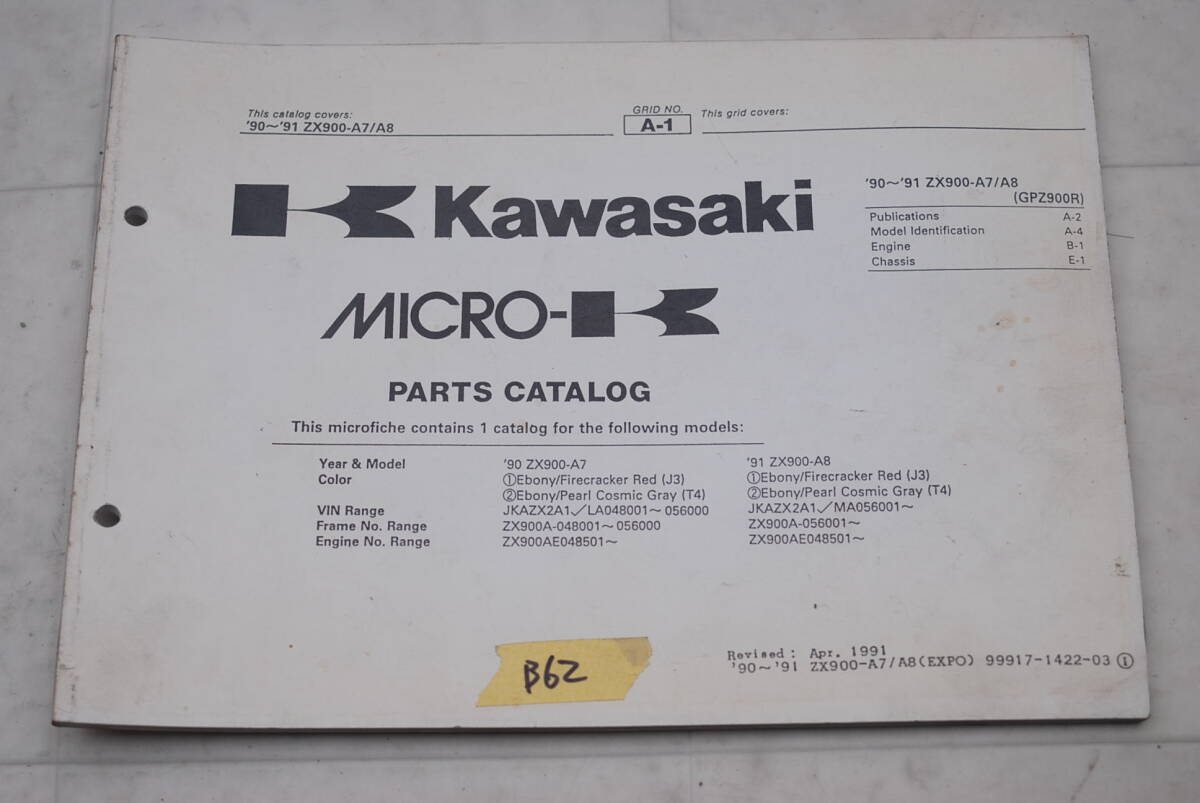 This catalog covers:
'90～'91 ZX900-A7/A8
GRID NO.
A-1
This grid covers:
Kawasaki
'90～'91 ZX900-A7/A8
(GPZ900R)
Publications A-2
Model Identification A-4
Engine B-1
Chassis E-1
MICRO-K
PARTS CATALOG
This microfiche contains 1 catalog for the following models:
Year & Model '90 ZX900-A7 '91 ZX900-A8
Color ①Ebony/Firecracker Red (J3) ①Ebony/Firecracker Red (J3)
②Ebony/Pearl Cosmic Gray (T4) ②Ebony/Pearl Cosmic Gray (T4)
VIN Range JKAZX2A1✓LA048001～056000 JKAZX2A1✓MA056001～
Frame No. Range ZX900A-048001～056000 ZX900A-056001～
Engine No. Range ZX900AE048501～ ZX900AE048501～
B62
Revised: Apr. 1991
'90～'91 ZX900-A7/A8(EXPO) 99917-1422-03 ⓘ